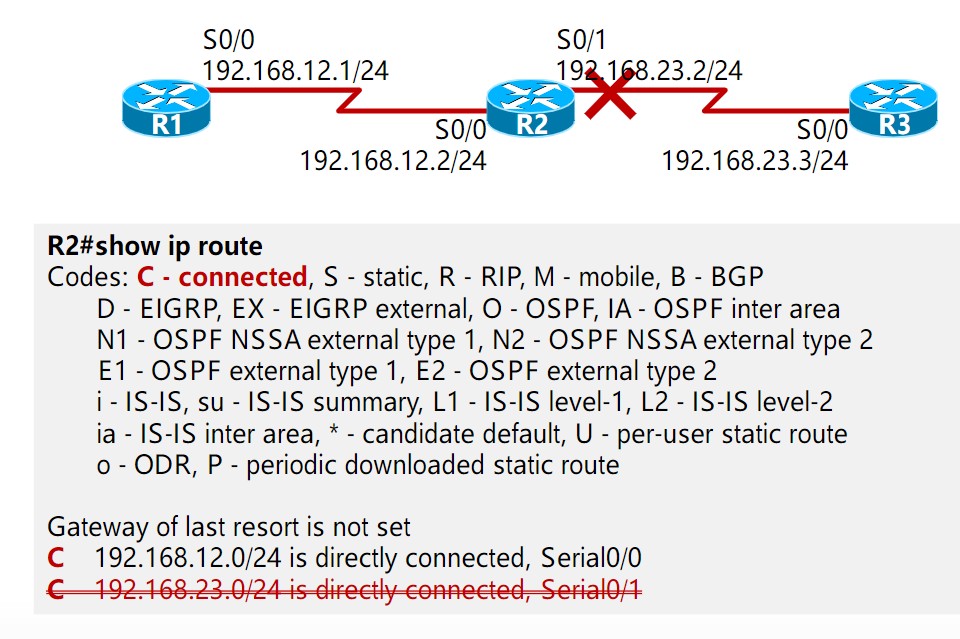 S0/0
192.168.12.1/24
S0/1
192.168.23.2/24
R1
R2
R3
S0/0
192.168.12.2/24
S0/0
192.168.23.3/24
R2#show ip route
Codes: C - connected, S - static, R - RIP, M - mobile, B - BGP
D - EIGRP, EX - EIGRP external, O - OSPF, IA - OSPF inter area
N1 - OSPF NSSA external type 1, N2 - OSPF NSSA external type 2
E1 - OSPF external type 1, E2 - OSPF external type 2
i - IS-IS, su - IS-IS summary, L1 - IS-IS level-1, L2 - IS-IS level-2
ia - IS-IS inter area, * - candidate default, U - per-user static route
o - ODR, P - periodic downloaded static route
Gateway of last resort is not set
C 192.168.12.0/24 is directly connected, Serial0/0
C 192.168.23.0/24 is directly connected, Serial0/1